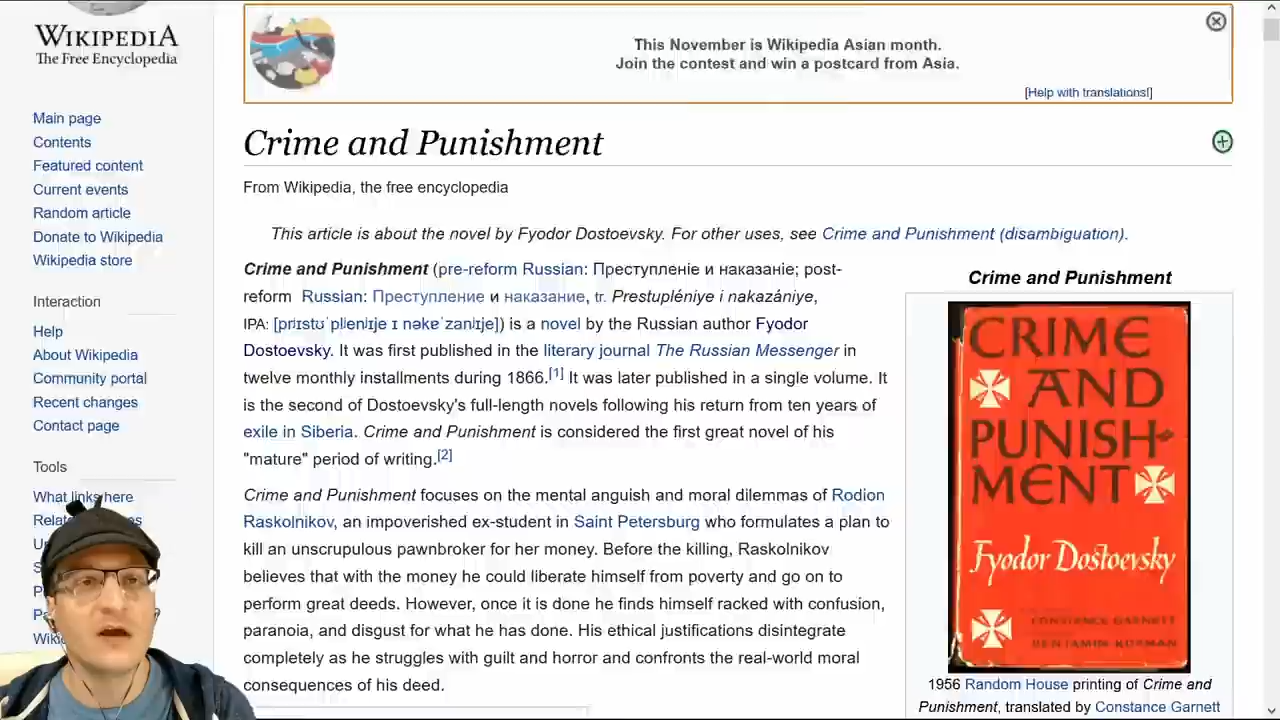 WIKIPEDIA
The Free Encyclopedia
Main page
Contents
Featured content
Current events
Random article
Donate to Wikipedia
Wikipedia store
Interaction
Help
About Wikipedia
Community portal
Recent changes
Contact page
Tools
What links here
This November is Wikipedia Asian month.
Join the contest and win a postcard from Asia.
[Help with translations!]
Crime and Punishment
From Wikipedia, the free encyclopedia
This article is about the novel by Fyodor Dostoevsky. For other uses, see Crime and Punishment (disambiguation).
Crime and Punishment (pre-reform Russian: Преступленіе и наказаніе; post-
reform Russian: Преступление и наказание, tr. Prestupléniye i nakazániye,
IPA: [prʲɪstʊˈplʲenʲɪje ɪ nəkɐˈzanʲɪje]) is a novel by the Russian author Fyodor
Dostoevsky. It was first published in the literary journal The Russian Messenger in
twelve monthly installments during 1866.[1] It was later published in a single volume. It
is the second of Dostoevsky's full-length novels following his return from ten years of
exile in Siberia. Crime and Punishment is considered the first great novel of his
"mature" period of writing.[2]
Crime and Punishment focuses on the mental anguish and moral dilemmas of Rodion
Raskolnikov, an impoverished ex-student in Saint Petersburg who formulates a plan to
kill an unscrupulous pawnbroker for her money. Before the killing, Raskolnikov
believes that with the money he could liberate himself from poverty and go on to
perform great deeds. However, once it is done he finds himself racked with confusion,
paranoia, and disgust for what he has done. His ethical justifications disintegrate
completely as he struggles with guilt and horror and confronts the real-world moral
consequences of his deed.
Crime and Punishment
CRIME
AND
PUNISH-
MENT
Fyodor Dostoevsky
CONSTANCE GARNETT
1956 Random House printing of Crime and
Punishment, translated by Constance Garnett